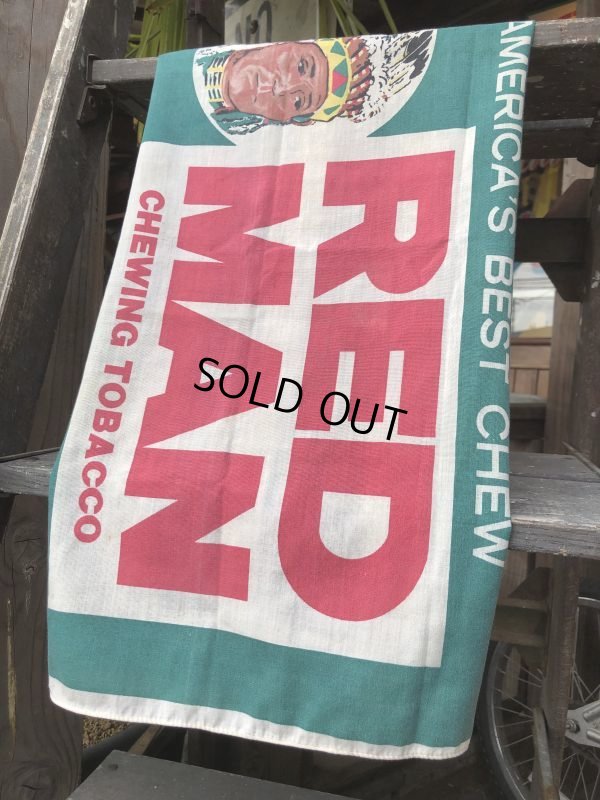 AMERICA'S BEST CHEW
RED
MAN
CHEWING TOBACCO
SOLD OUT